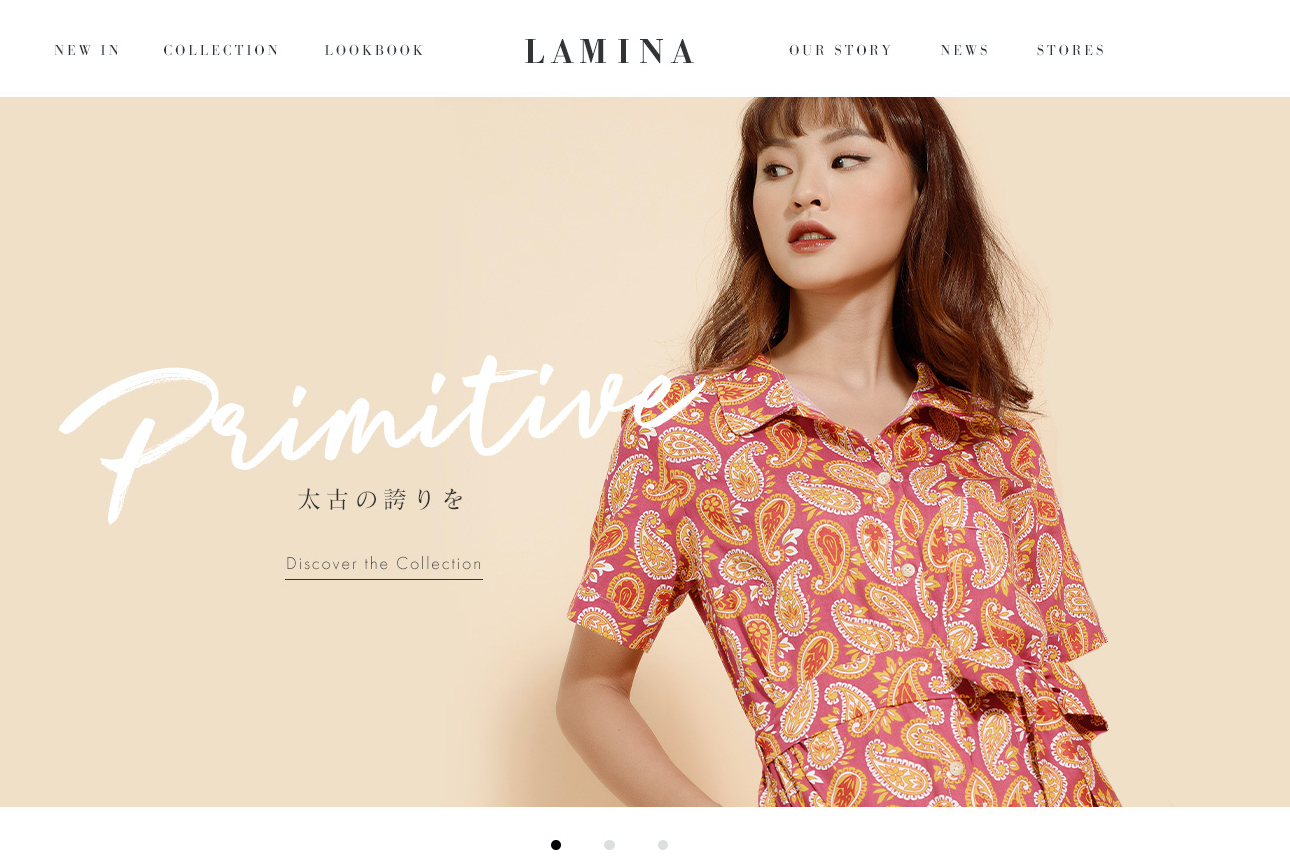 NEW IN
COLLECTION
LOOKBOOK
LAMINA
OUR STORY
NEWS
STORES
Primitive
太古の誇りを
Discover the Collection